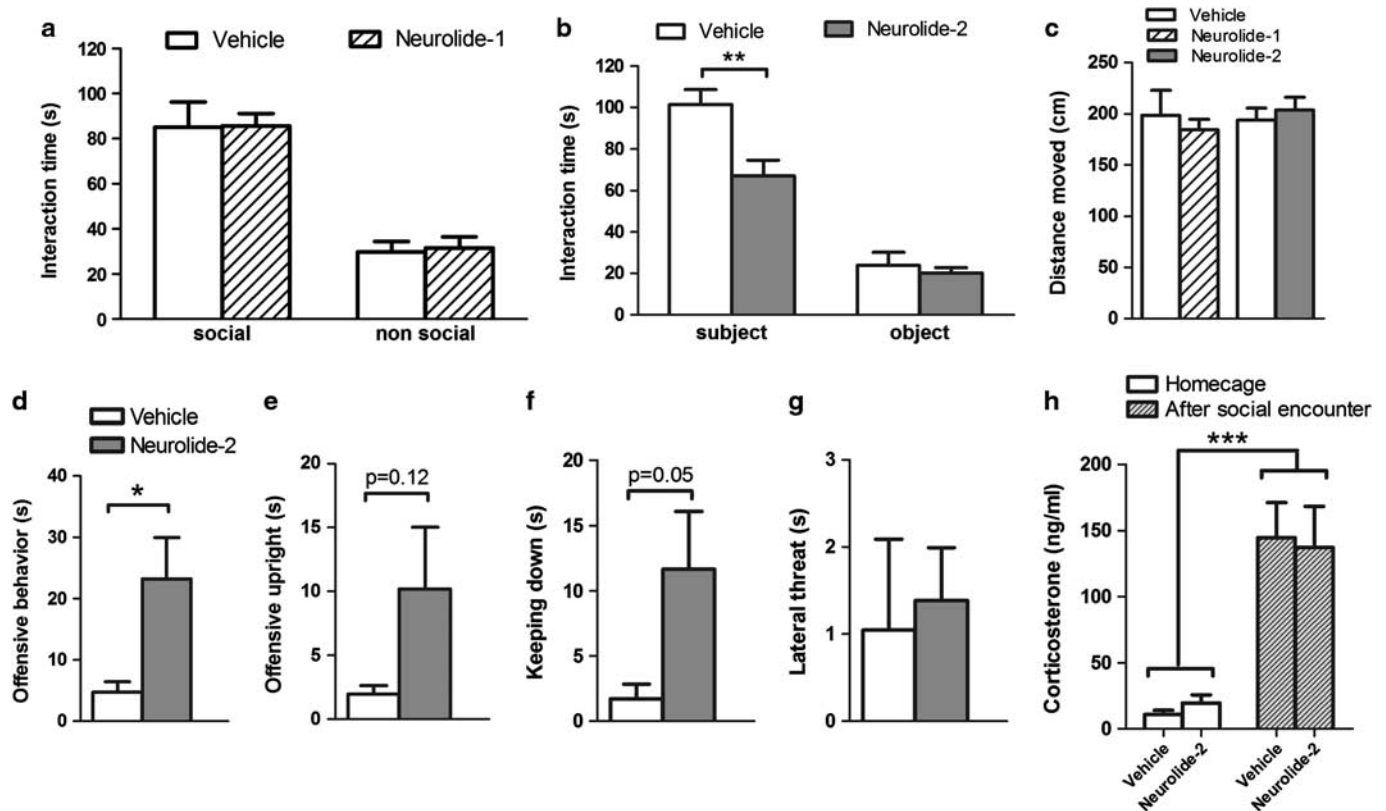 a
Vehicle
Neurolide-1
Interaction time (s)
120
100
80
60
40
20
0
social
non social
b
Vehicle
Neurolide-2
**
Interaction time (s)
120
100
80
60
40
20
0
subject
object
c
Vehicle
Neurolide-1
Neurolide-2
Distance moved (cm)
250
200
150
200
250
0
d
Vehicle
Neurolide-2
*
Offensive behavior (s)
40
30
20
10
0
e
p=0.12
Offensive upright (s)
20
15
10
5
0
f
p=0.05
Keeping down (s)
20
15
10
5
0
g
Lateral threat (s)
3
2
1
0
h
Homecage
After social encounter
***
Corticosterone (ng/ml)
200
150
100
50
0
Vehicle
Neurolide-2
Vehicle
Neurolide-2